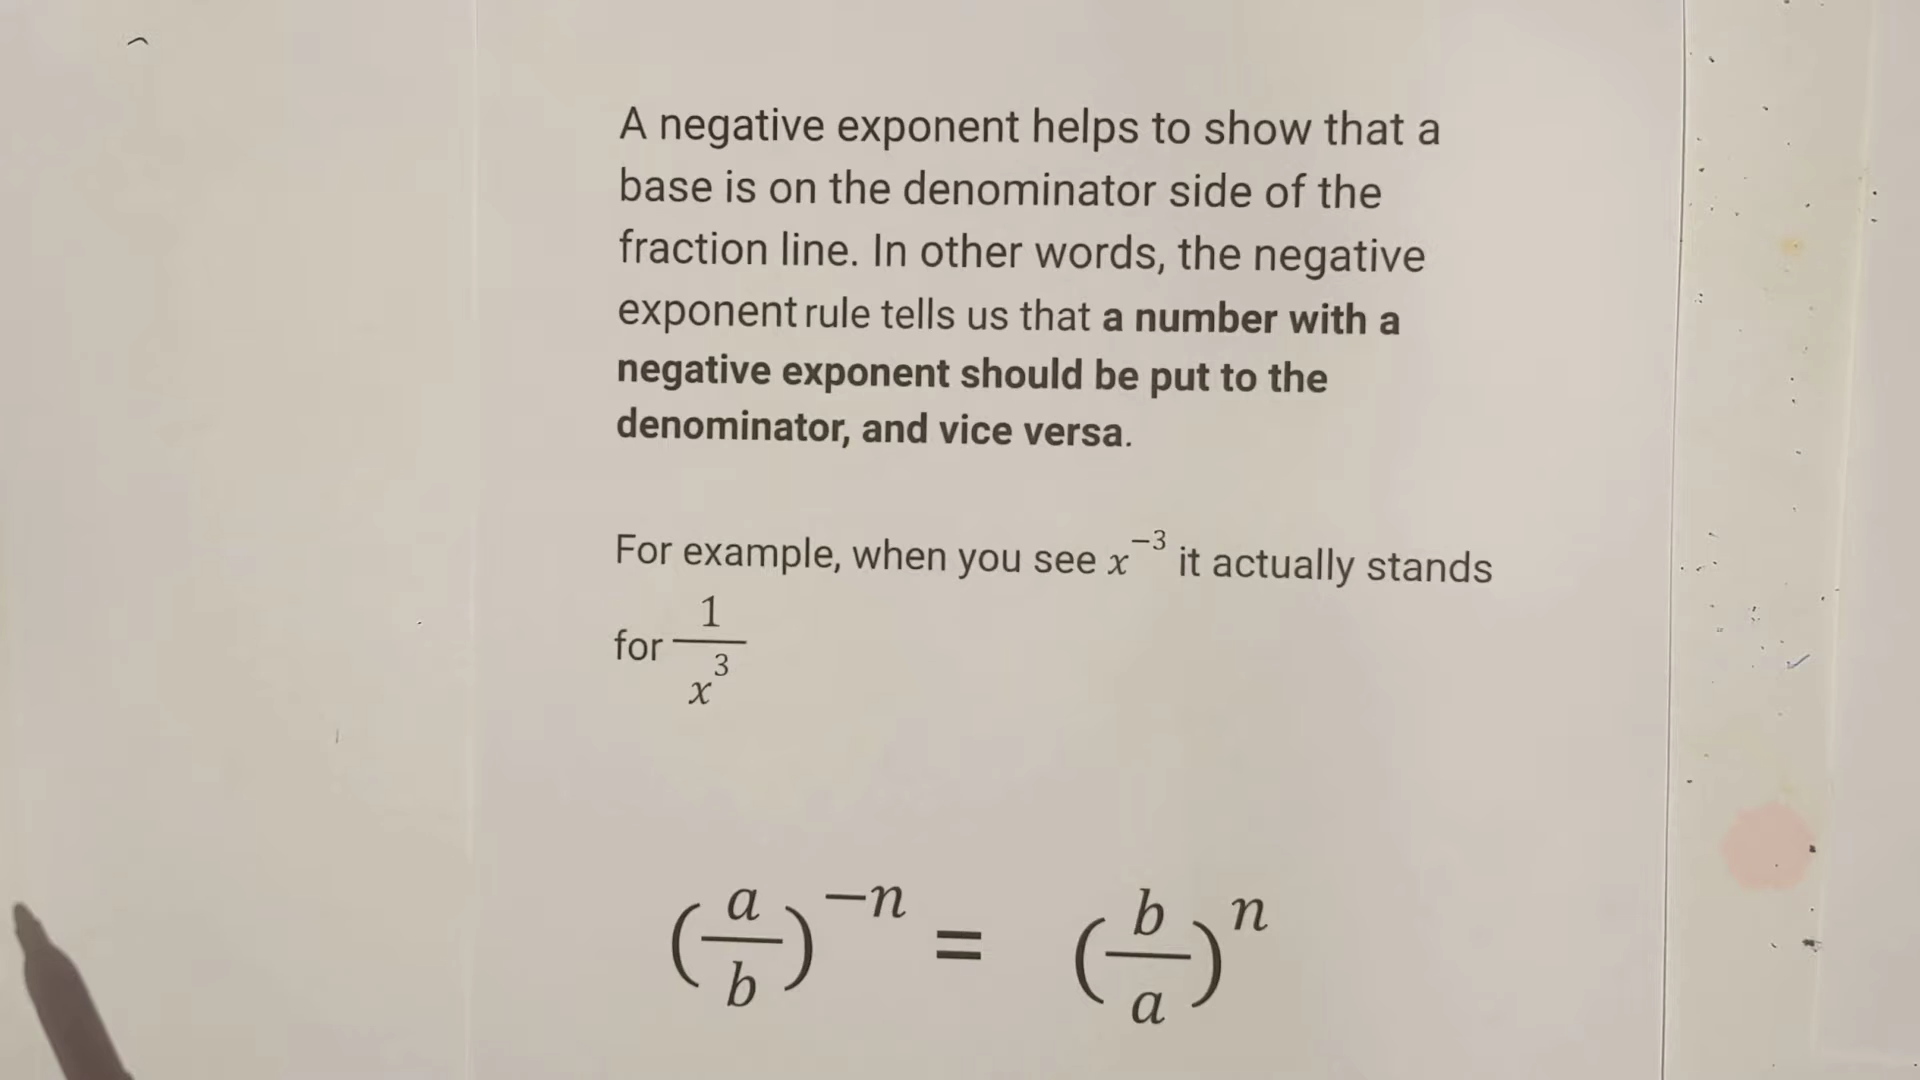 A negative exponent helps to show that a
base is on the denominator side of the
fraction line. In other words, the negative
exponent rule tells us that a number with a
negative exponent should be put to the
denominator, and vice versa.
For example, when you see x⁻³ it actually stands
for 1/x³
(a/b)⁻ⁿ = (b/a)ⁿ